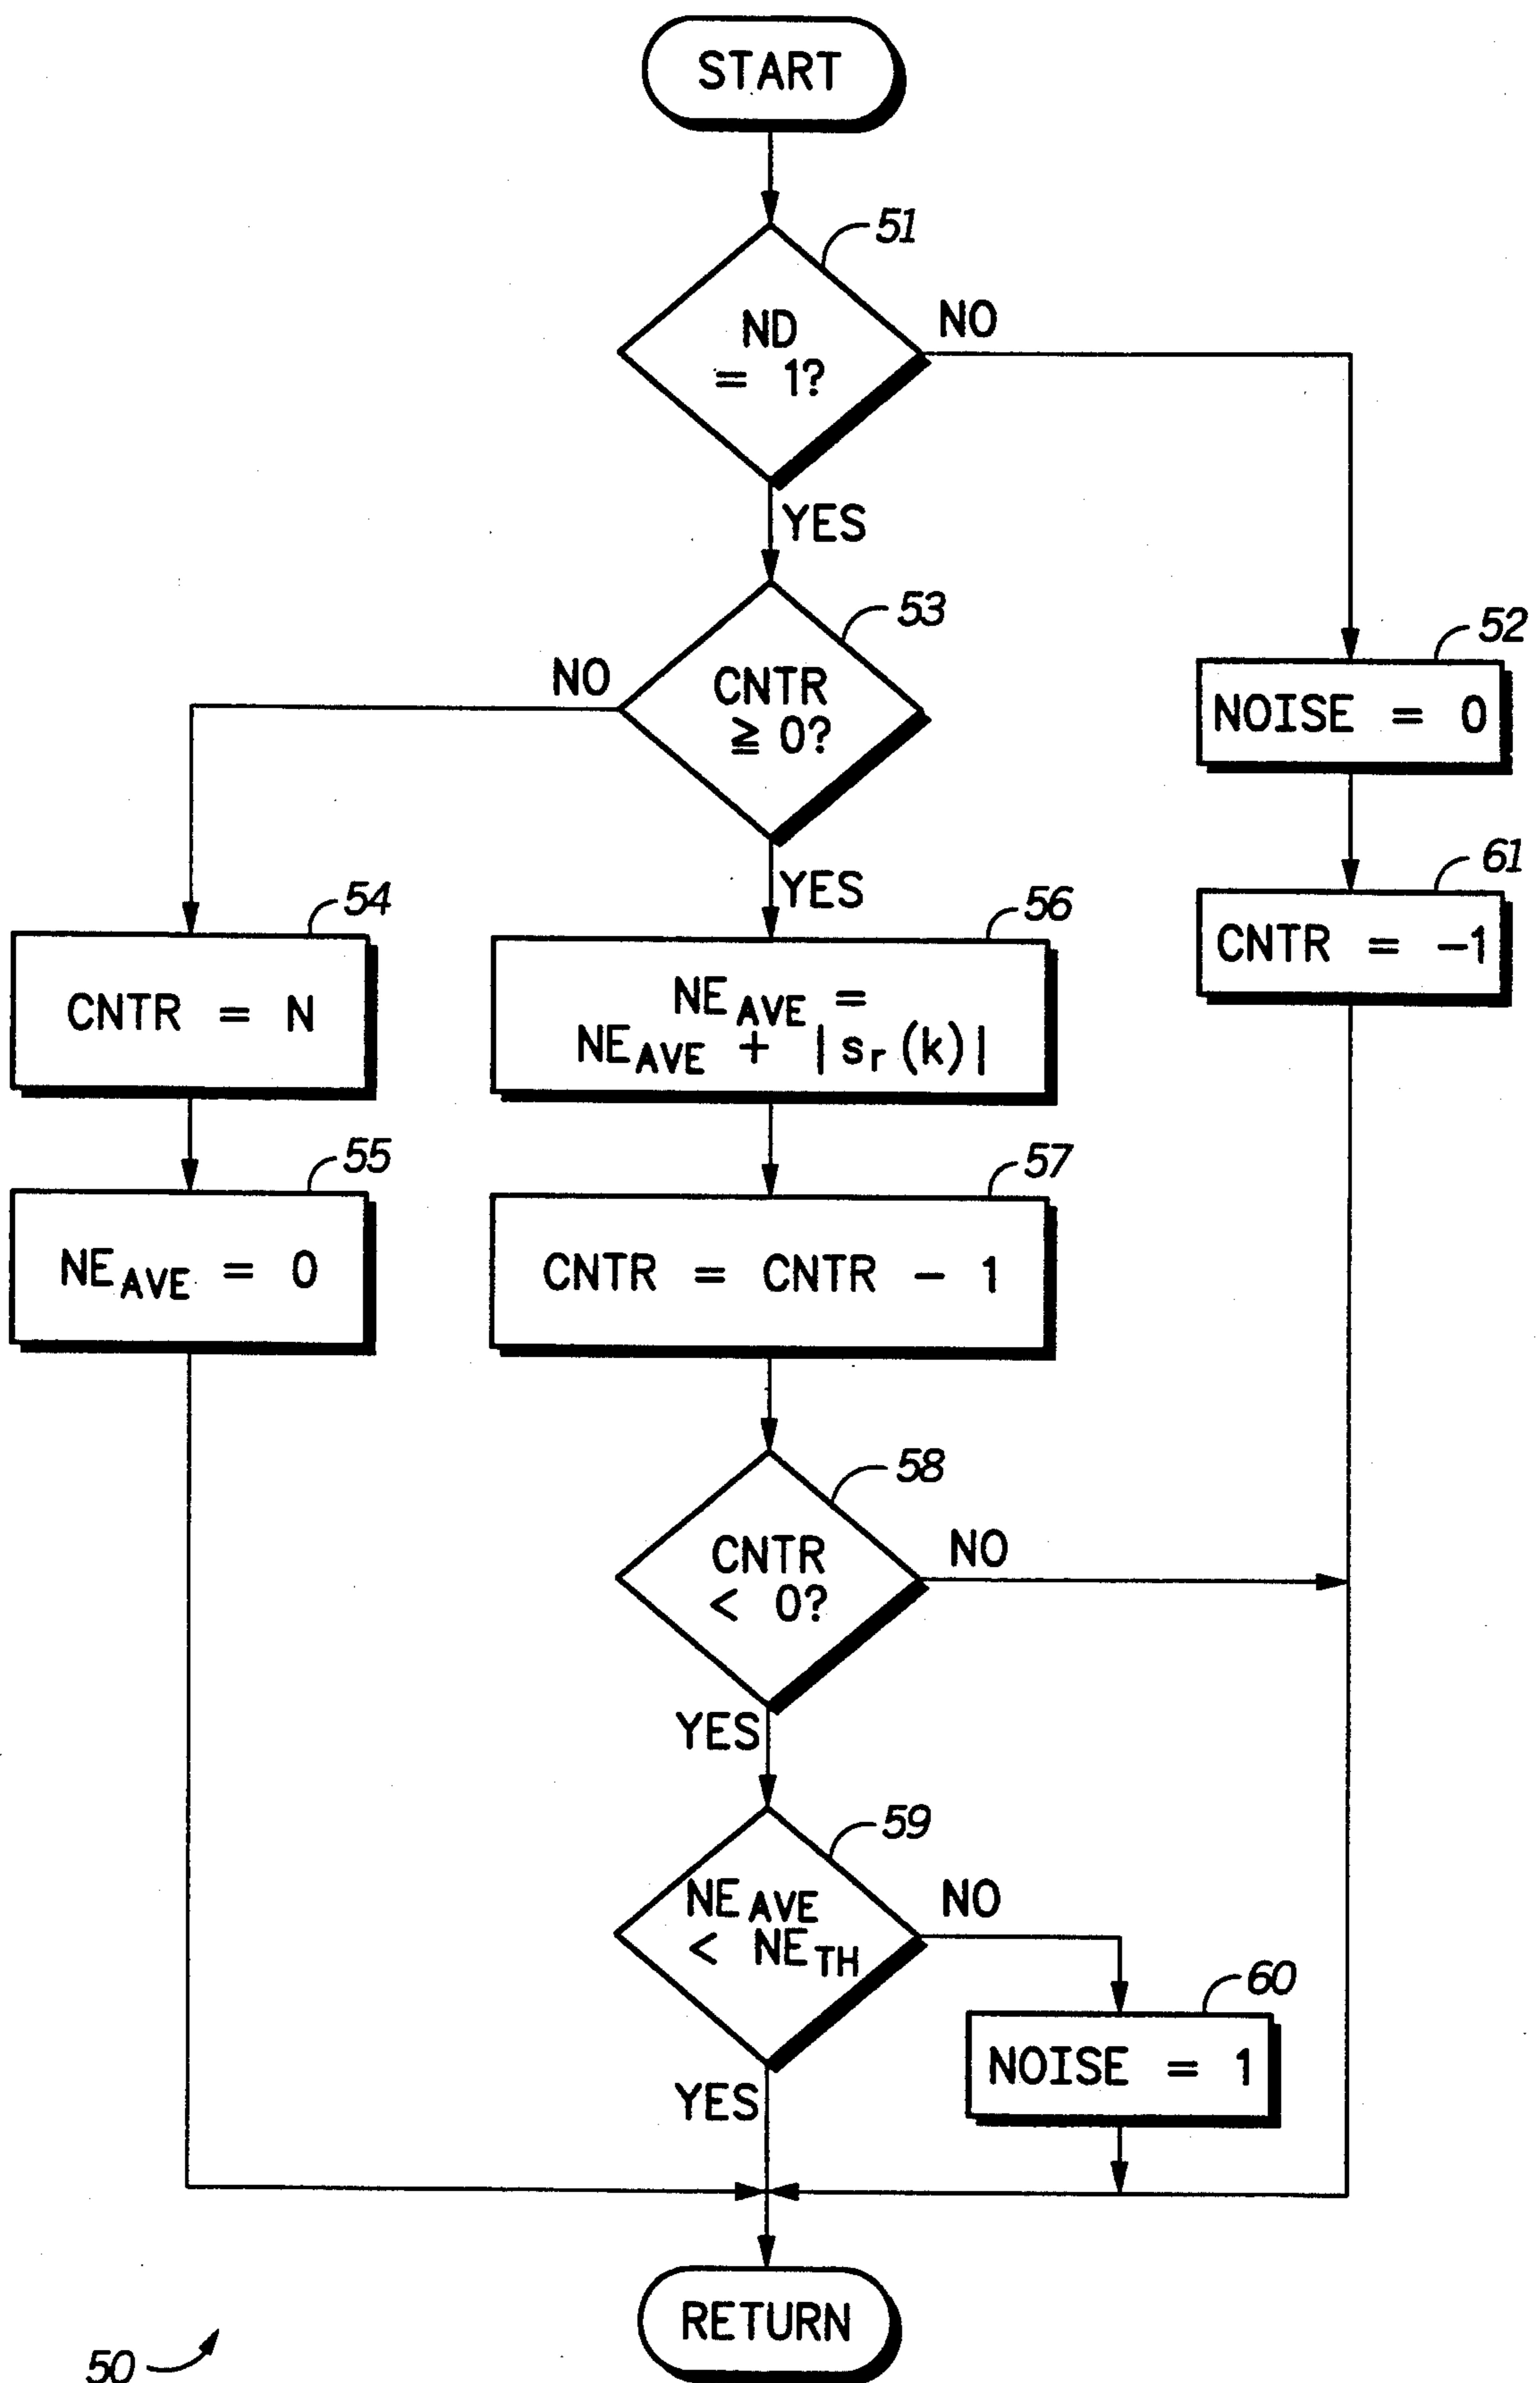 START
51
ND
= 1?
NO
YES
53
CNTR
≧ 0?
NO
YES
52
NOISE = 0
61
CNTR = -1
54
CNTR = N
55
NE AVE = 0
56
NE AVE =
NE AVE + |sr(k)|
57
CNTR = CNTR - 1
58
CNTR
< 0?
NO
YES
59
NE AVE
< NE TH
NO
YES
60
NOISE = 1
RETURN
50